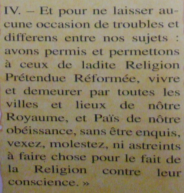 IV. – Et pour ne laisser au-
cune occasion de troubles et
differens entre nos sujets :
avons permis et permettons
à ceux de ladite Religion
Prétendue Réformée, vivre
et demeurer par toutes les
villes et lieux de nôtre
Royaume, et Païs de nôtre
obéissance, sans être enquis,
vexez, molestez, ni astreints
à faire chose pour le fait de
la Religion contre leur
conscience. »